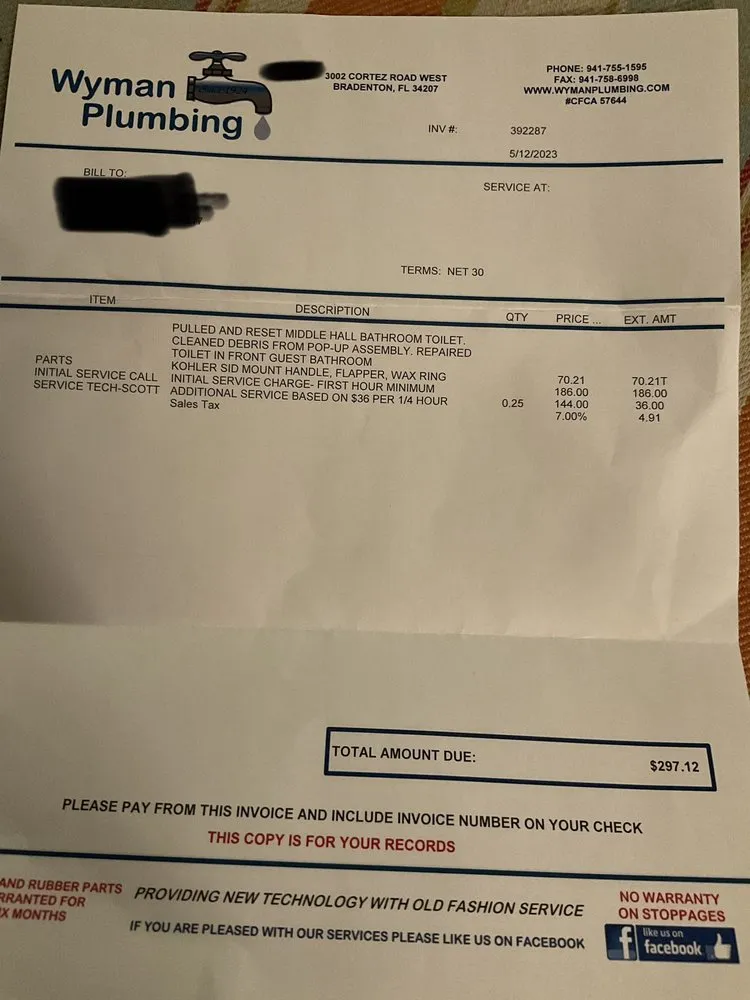 Wyman
Plumbing
SINCE 1924
3002 CORTEZ ROAD WEST
BRADENTON, FL 34207
PHONE: 941-755-1595
FAX: 941-758-6998
WWW.WYMANPLUMBING.COM
#CFCA 57644
INV #: 392287
5/12/2023
BILL TO:
SERVICE AT:
TERMS: NET 30
ITEM DESCRIPTION QTY PRICE ... EXT. AMT
PULLED AND RESET MIDDLE HALL BATHROOM TOILET.
CLEANED DEBRIS FROM POP-UP ASSEMBLY. REPAIRED
TOILET IN FRONT GUEST BATHROOM
PARTS KOHLER SID MOUNT HANDLE, FLAPPER, WAX RING 70.21 70.21T
INITIAL SERVICE CALL INITIAL SERVICE CHARGE- FIRST HOUR MINIMUM 186.00 186.00
SERVICE TECH-SCOTT ADDITIONAL SERVICE BASED ON $36 PER 1/4 HOUR 0.25 144.00 36.00
Sales Tax 7.00% 4.91
TOTAL AMOUNT DUE: $297.12
PLEASE PAY FROM THIS INVOICE AND INCLUDE INVOICE NUMBER ON YOUR CHECK
THIS COPY IS FOR YOUR RECORDS
AND RUBBER PARTS
RRANTED FOR
IX MONTHS
PROVIDING NEW TECHNOLOGY WITH OLD FASHION SERVICE
IF YOU ARE PLEASED WITH OUR SERVICES PLEASE LIKE US ON FACEBOOK
NO WARRANTY
ON STOPPAGES
like us on
facebook